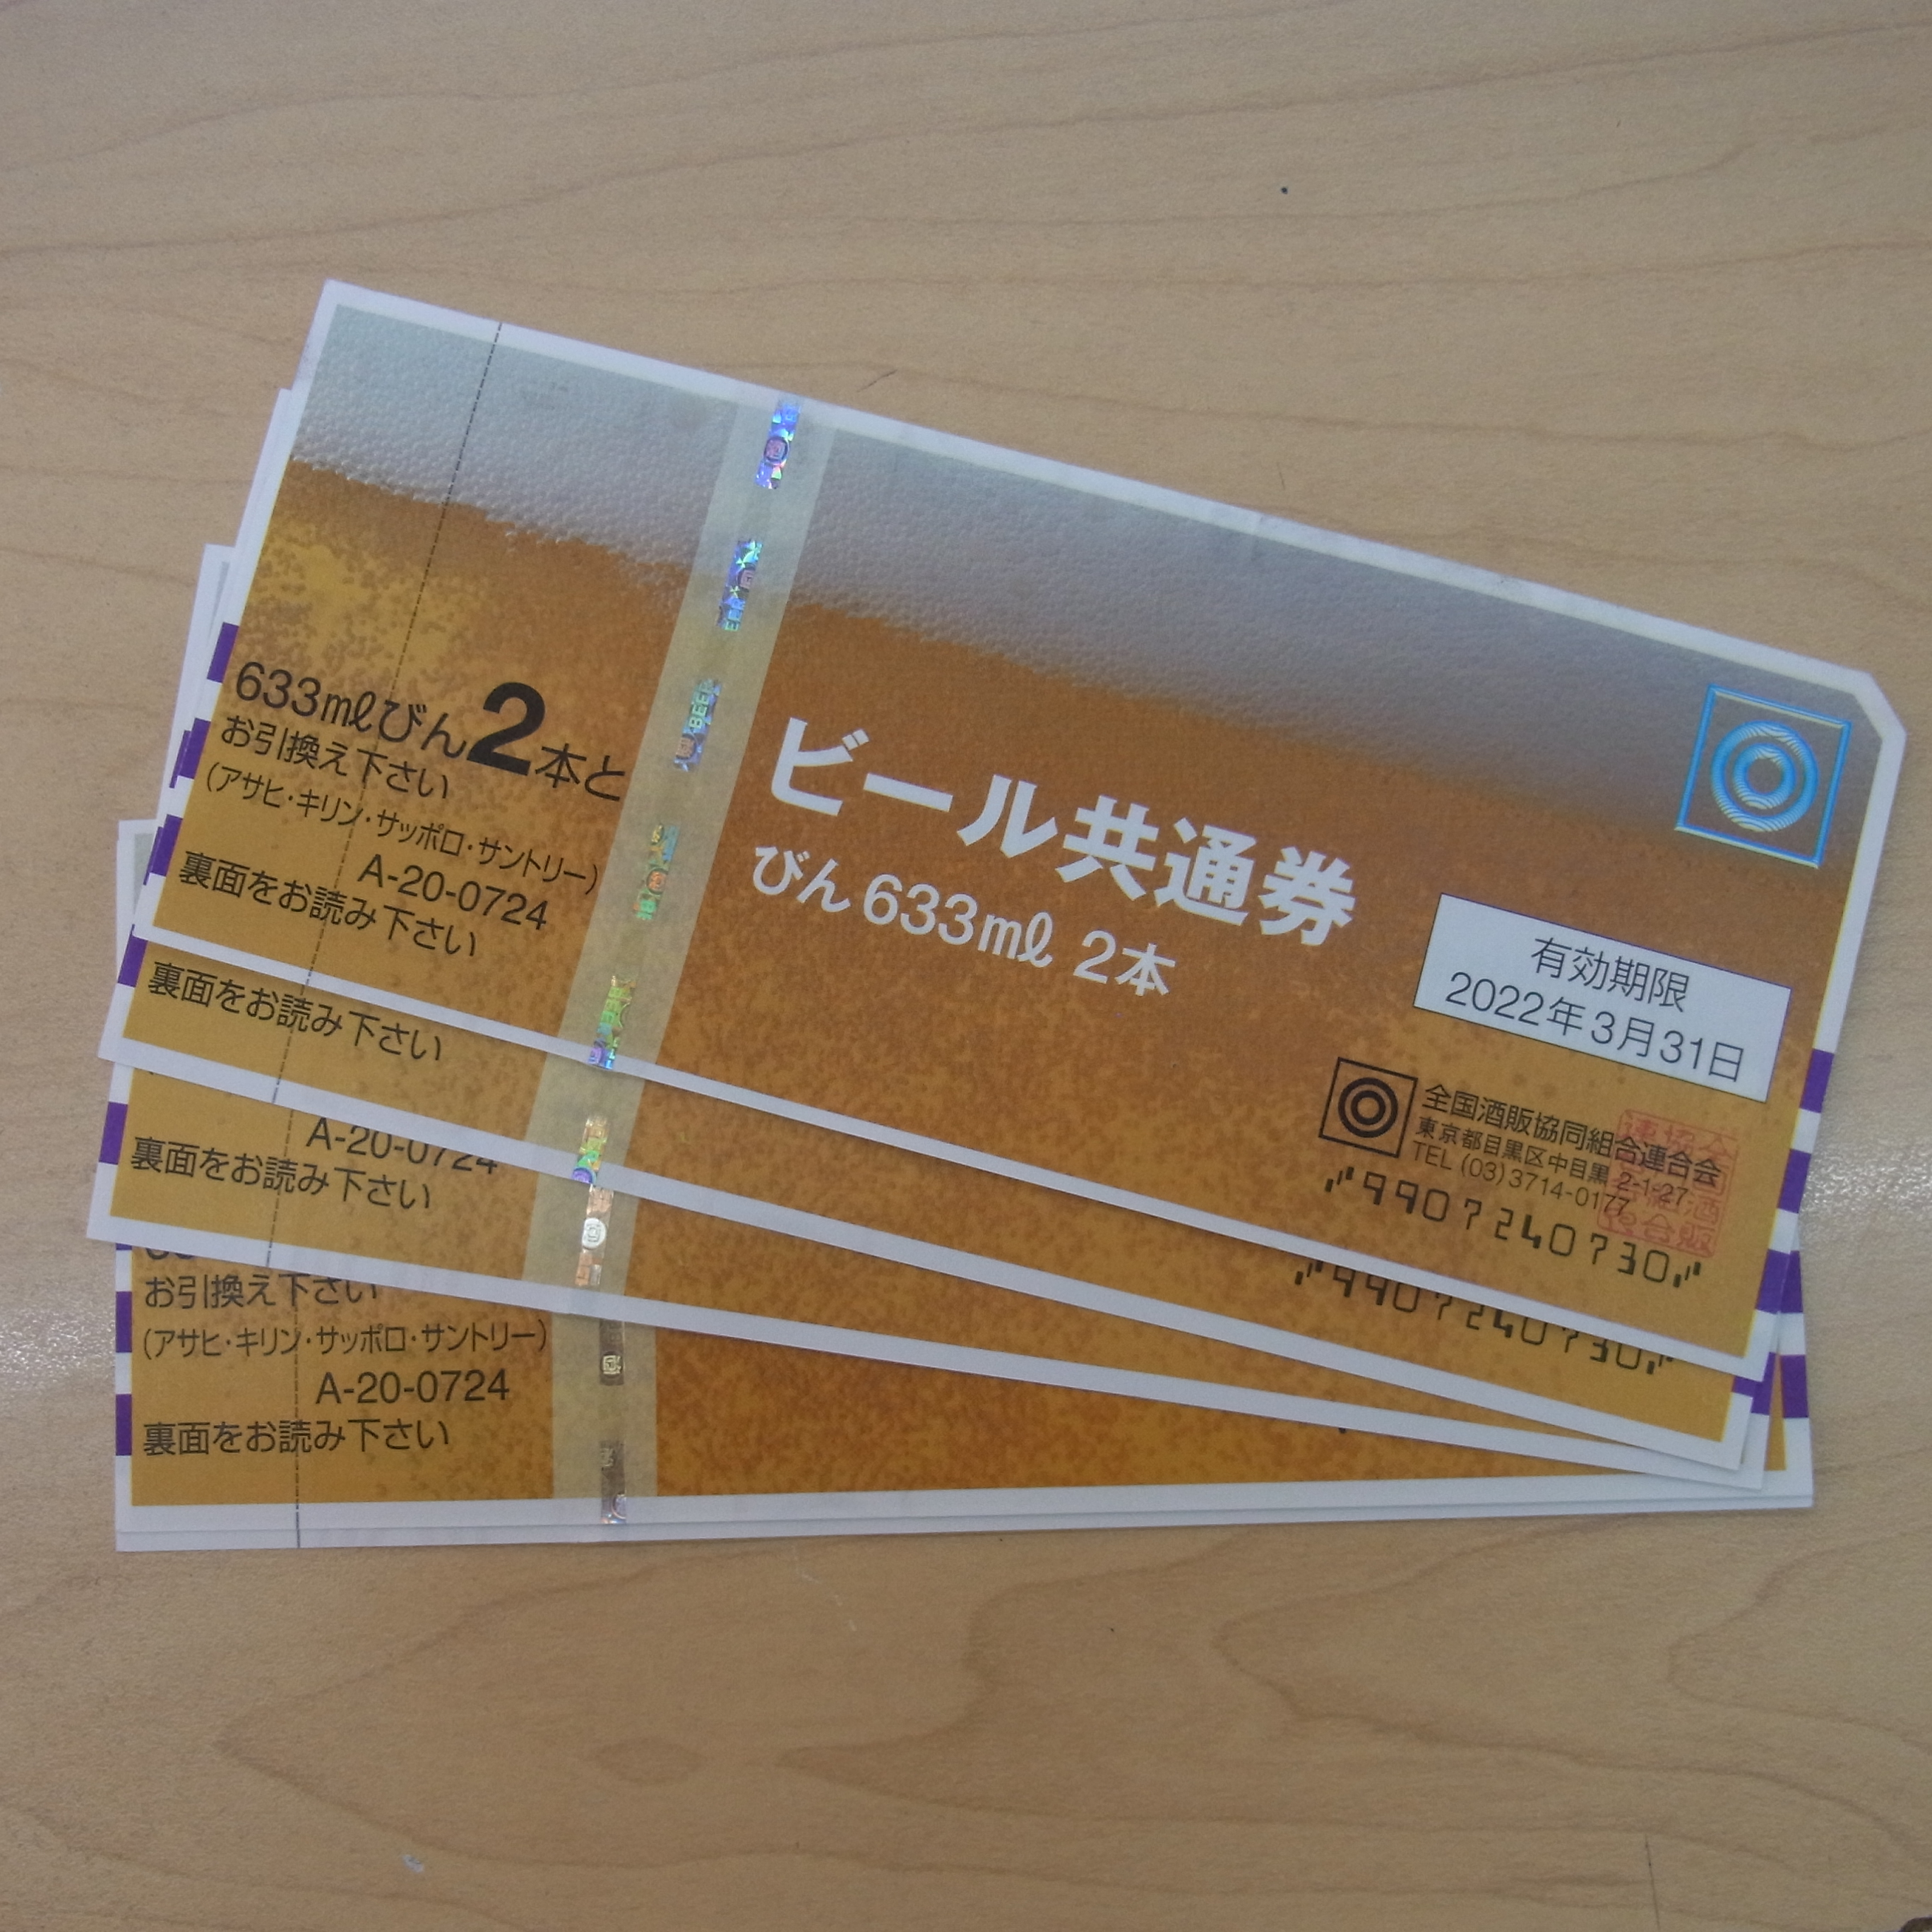 633mlびん2本と
お引換え下さい
(アサヒ・キリン・サッポロ・サントリー)
A-20-0724
裏面をお読み下さい
ビール共通券
びん633ml 2本
有効期限
2022年3月31日
全国酒販協同組合連合会
東京都目黒区中目黒 2-1-27
TEL (03) 3714-0177
9907240730
裏面をお読み下さい
9907240730
A-20-0724
裏面をお読み下さい
お引換え下さい
(アサヒ・キリン・サッポロ・サントリー)
A-20-0724
裏面をお読み下さい